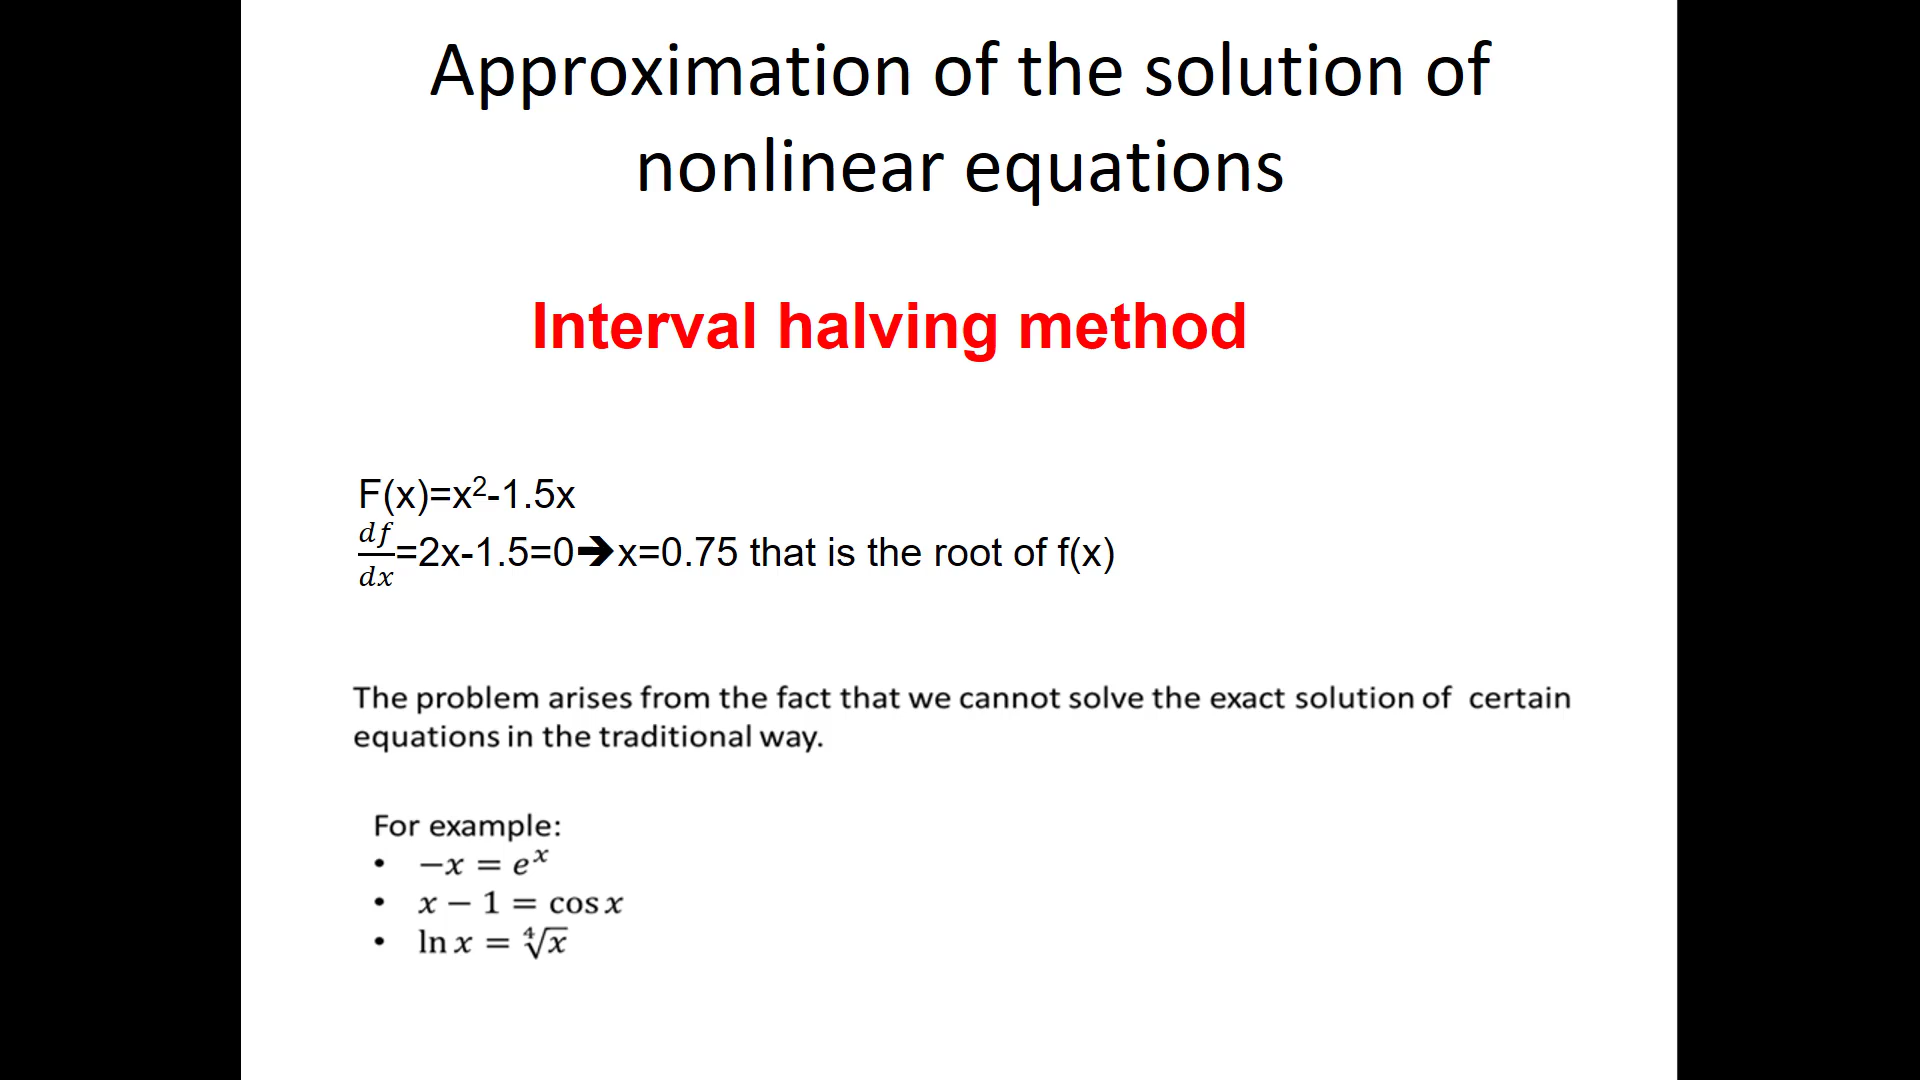 Approximation of the solution of
nonlinear equations
Interval halving method
F(x)=x²-1.5x
df/dx=2x-1.5=0➔x=0.75 that is the root of f(x)
The problem arises from the fact that we cannot solve the exact solution of certain
equations in the traditional way.
For example:
• −x = eˣ
• x − 1 = cos x
• ln x = ∜x